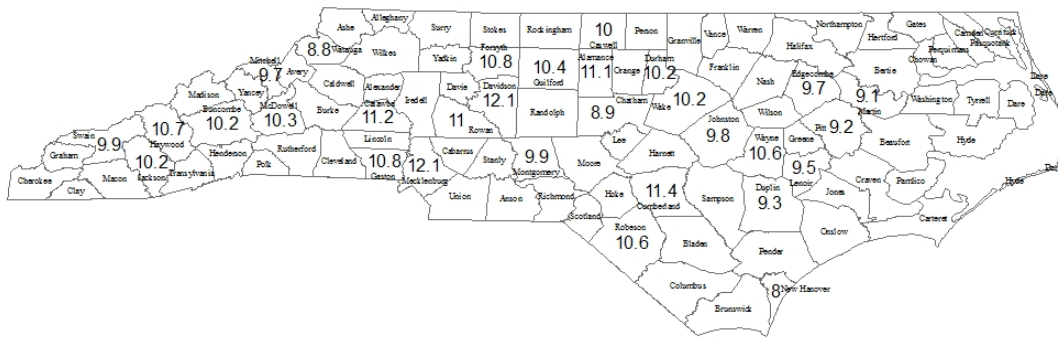 Ashe
Alleghany
Surry
Stokes
Rockingham
10
Caswell
Person
Granville
Vance
Warren
Northampton
Gates
Camden
Currituck
Pasquotank
Perquimans
Chowan
Hertford
Halifax
8.8
Watauga
Wilkes
Yadkin
Forsyth
10.8
10.4
Guilford
Alamance
11.1
Orange
Durham
10.2
Franklin
Nash
Edgecombe
9.7
Bertie
Mitchell
9.7
Avery
Caldwell
Alexander
Iredell
Davie
Davidson
12.1
Randolph
Chatham
8.9
Wake
10.2
Wilson
9.1
Martin
Washington
Tyrrell
Dare
Dare
Dare
Madison
Yancey
McDowell
10.3
Burke
Catawba
11.2
11
Rowan
Johnston
9.8
Wayne
10.6
Greene
Pitt
9.2
Beaufort
Hyde
Buncombe
10.2
10.7
Haywood
Swain
9.9
Graham
10.2
Jackson
Henderson
Transylvania
Polk
Rutherford
Cleveland
Lincoln
10.8
Gaston
12.1
Mecklenburg
Cabarrus
Stanly
9.9
Montgomery
Moore
Lee
Harnett
9.5
Lenoir
Craven
Pamlico
Hyde
Cherokee
Clay
Macon
Union
Anson
Richmond
Hoke
11.4
Cumberland
Sampson
Duplin
9.3
Jones
Carteret
Scotland
Robeson
10.6
Bladen
Pender
Onslow
Columbus
8
New Hanover
Brunswick